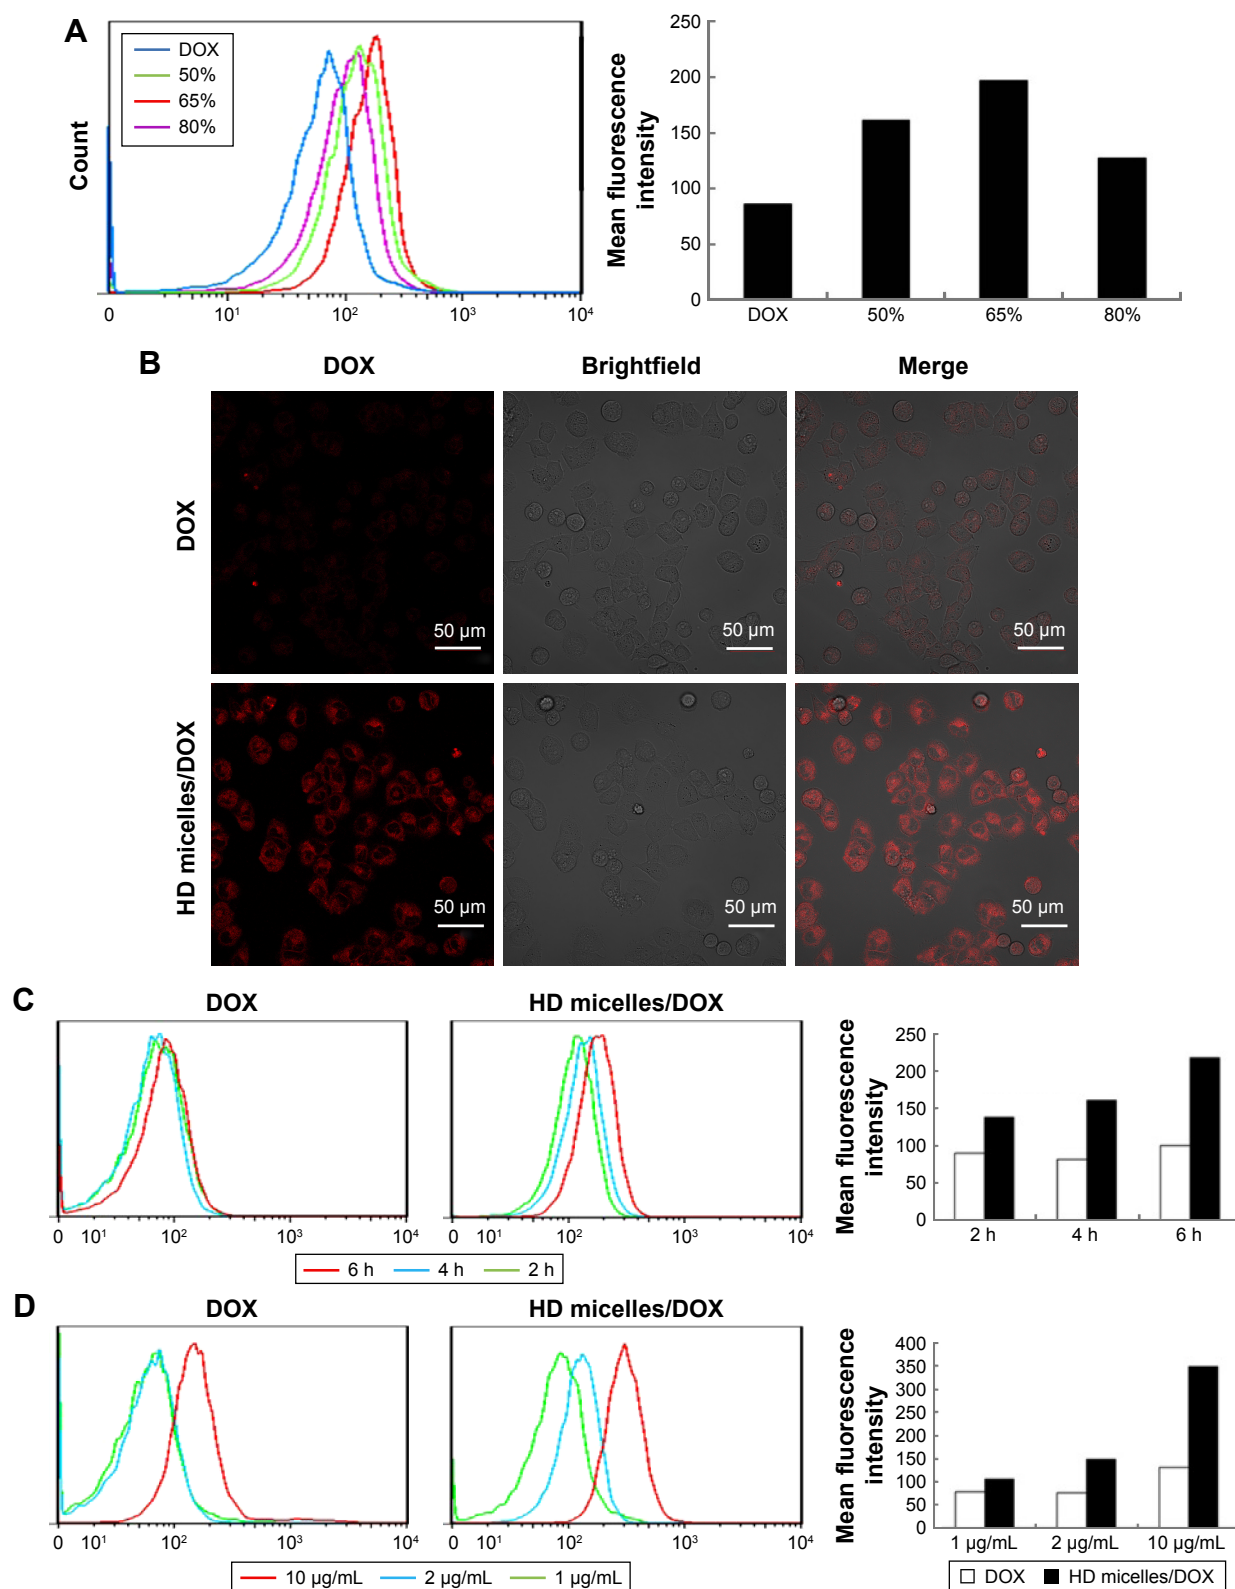 A
DOX
50%
65%
80%
Count
0 10¹ 10² 10³ 10⁴
Mean fluorescence
intensity
250
200
150
100
50
0
DOX 50% 65% 80%
B
DOX Brightfield Merge
DOX
50 µm 50 µm 50 µm
HD micelles/DOX
50 µm 50 µm 50 µm
C
DOX HD micelles/DOX
0 10¹ 10² 10³ 10⁴
0 10¹ 10² 10³ 10⁴
6 h 4 h 2 h
Mean fluorescence
intensity
250
200
150
100
50
0
2 h 4 h 6 h
D
DOX HD micelles/DOX
0 10¹ 10² 10³ 10⁴
0 10¹ 10² 10³ 10⁴
10 µg/mL 2 µg/mL 1 µg/mL
Mean fluorescence
intensity
400
350
300
250
200
150
100
50
0
1 µg/mL 2 µg/mL 10 µg/mL
DOX HD micelles/DOX